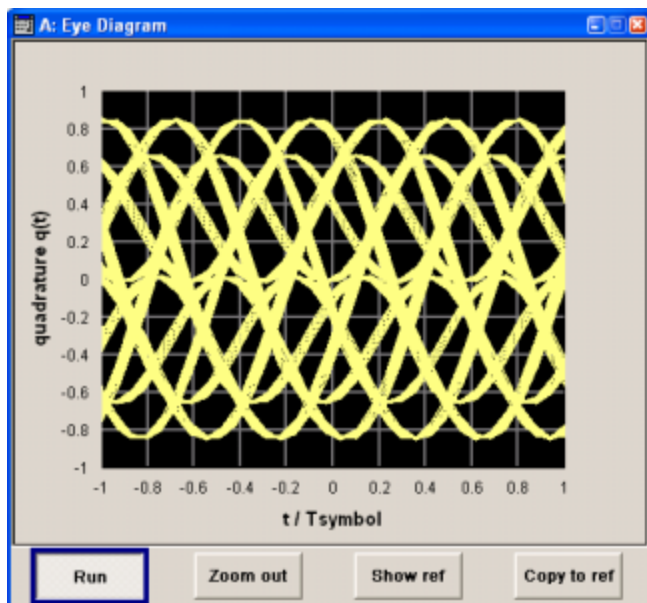 A: Eye Diagram
1
0.8
0.6
0.4
0.2
0
-0.2
-0.4
-0.6
-0.8
-1
quadrature q(t)
-1 -0.8 -0.6 -0.4 -0.2 0 0.2 0.4 0.6 0.8 1
t / Tsymbol
Run Zoom out Show ref Copy to ref